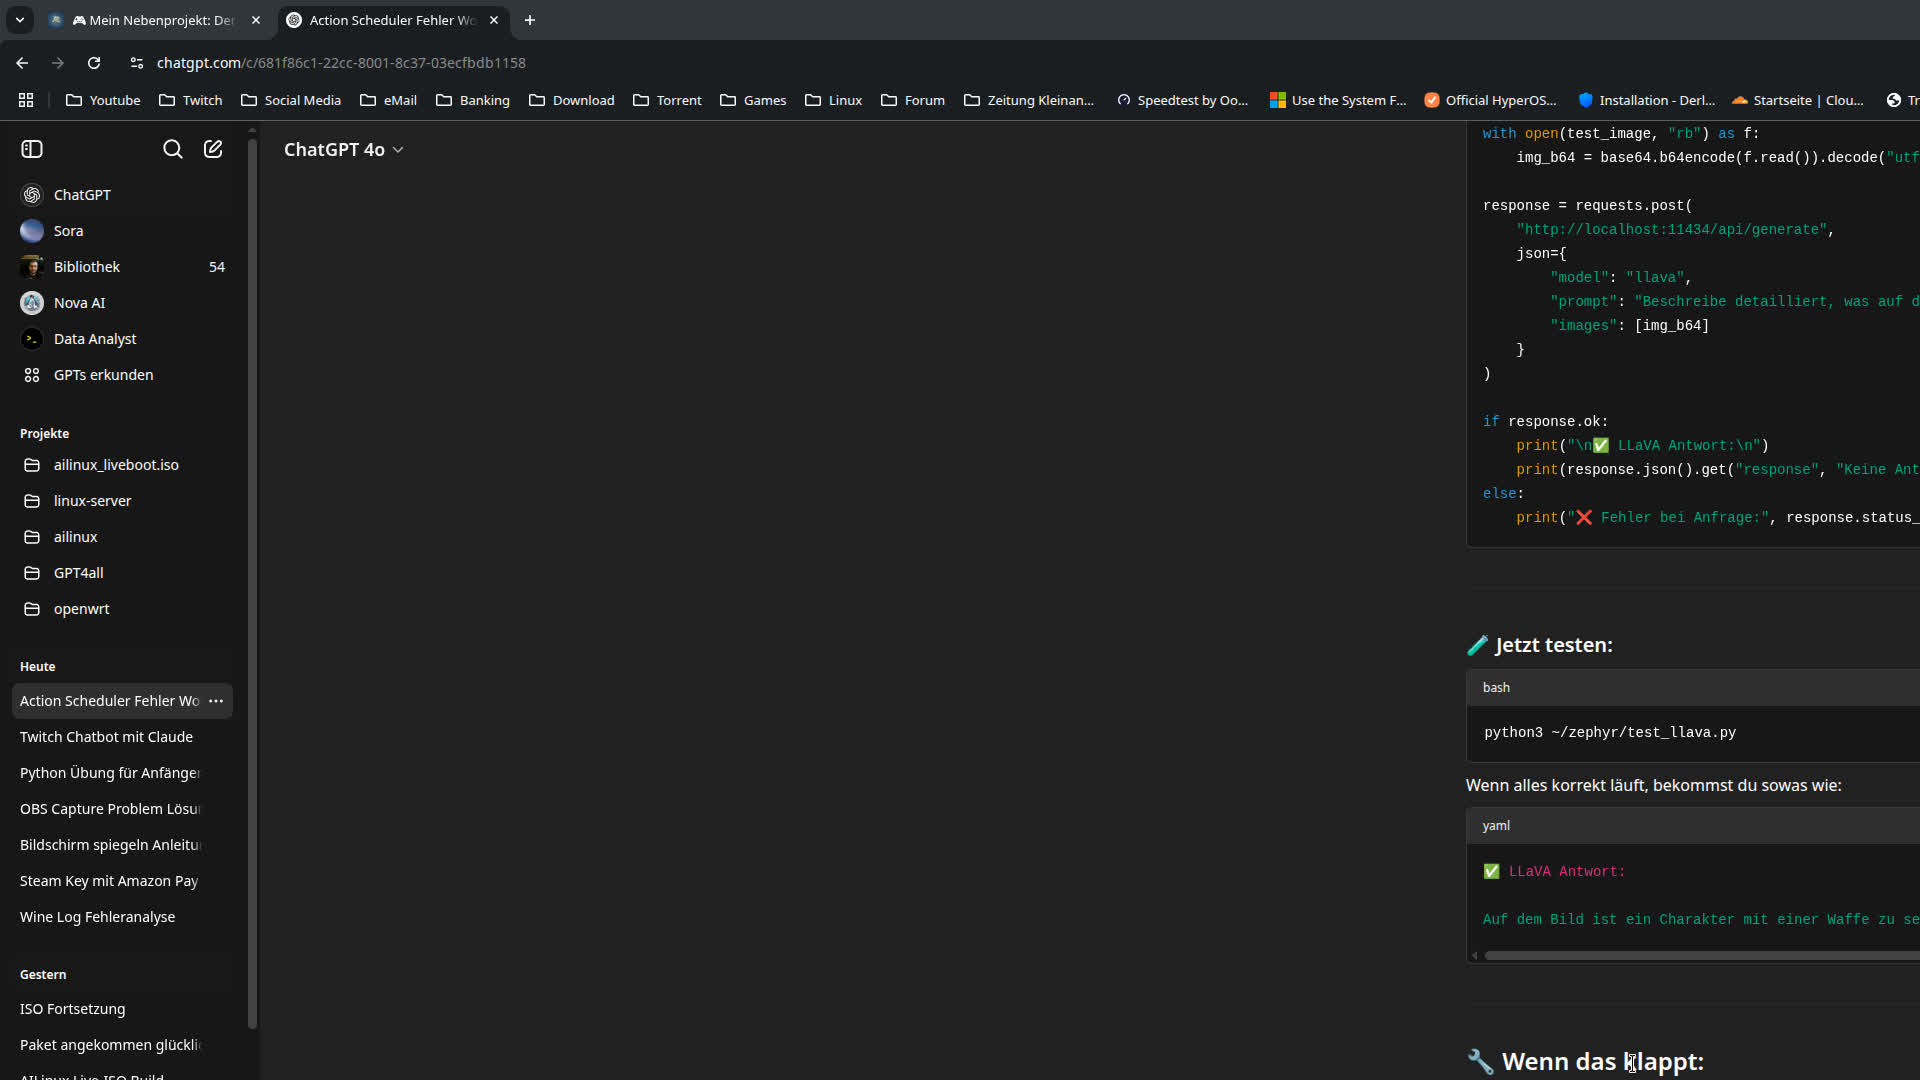 🎮 Mein Nebenprojekt: De
Action Scheduler Fehler Wo
chatgpt.com/c/681f86c1-22cc-8001-8c37-03ecfbdb1158
Youtube
Twitch
Social Media
eMail
Banking
Download
Torrent
Games
Linux
Forum
Zeitung Kleinan...
Speedtest by Oo...
Use the System F...
Official HyperOS...
Installation - Derl...
Startseite | Clou...
Tr
ChatGPT
Sora
Bibliothek 54
Nova AI
Data Analyst
GPTs erkunden
Projekte
ailinux_liveboot.iso
linux-server
ailinux
GPT4all
openwrt
Heute
Action Scheduler Fehler Wo
Twitch Chatbot mit Claude
Python Übung für Anfänger
OBS Capture Problem Lösu
Bildschirm spiegeln Anleitu
Steam Key mit Amazon Pay
Wine Log Fehleranalyse
Gestern
ISO Fortsetzung
Paket angekommen glückli
AILinux Live ISO Build
ChatGPT 4o
with open(test_image, "rb") as f:
img_b64 = base64.b64encode(f.read()).decode("utf
response = requests.post(
"http://localhost:11434/api/generate",
json={
"model": "llava",
"prompt": "Beschreibe detailliert, was auf d
"images": [img_b64]
}
)
if response.ok:
print("\n✅ LLaVA Antwort:\n")
print(response.json().get("response", "Keine Ant
else:
print("❌ Fehler bei Anfrage:", response.status_
🧪 Jetzt testen:
bash
python3 ~/zephyr/test_llava.py
Wenn alles korrekt läuft, bekommst du sowas wie:
yaml
✅ LLaVA Antwort:
Auf dem Bild ist ein Charakter mit einer Waffe zu se
🔧 Wenn das klappt: